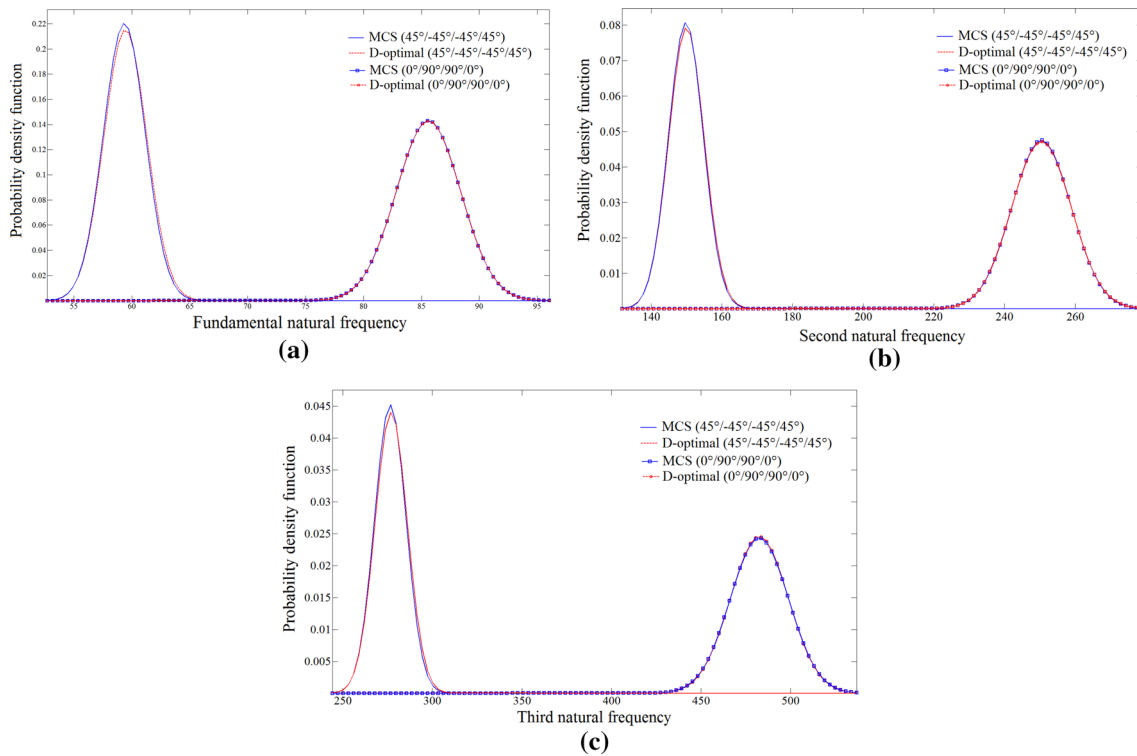 0.22
0.2
0.18
0.16
0.14
0.12
0.1
0.08
0.06
0.04
0.02
Probability density function
MCS (45°/-45°/-45°/45°)
D-optimal (45°/-45°/-45°/45°)
MCS (0°/90°/90°/0°)
D-optimal (0°/90°/90°/0°)
55 60 65 70 75 80 85 90 95
Fundamental natural frequency
(a)
0.08
0.07
0.06
0.05
0.04
0.03
0.02
0.01
Probability density function
MCS (45°/-45°/-45°/45°)
D-optimal (45°/-45°/-45°/45°)
MCS (0°/90°/90°/0°)
D-optimal (0°/90°/90°/0°)
140 160 180 200 220 240 260
Second natural frequency
(b)
0.045
0.04
0.035
0.03
0.025
0.02
0.015
0.01
0.005
Probability density function
MCS (45°/-45°/-45°/45°)
D-optimal (45°/-45°/-45°/45°)
MCS (0°/90°/90°/0°)
D-optimal (0°/90°/90°/0°)
250 300 350 400 450 500
Third natural frequency
(c)